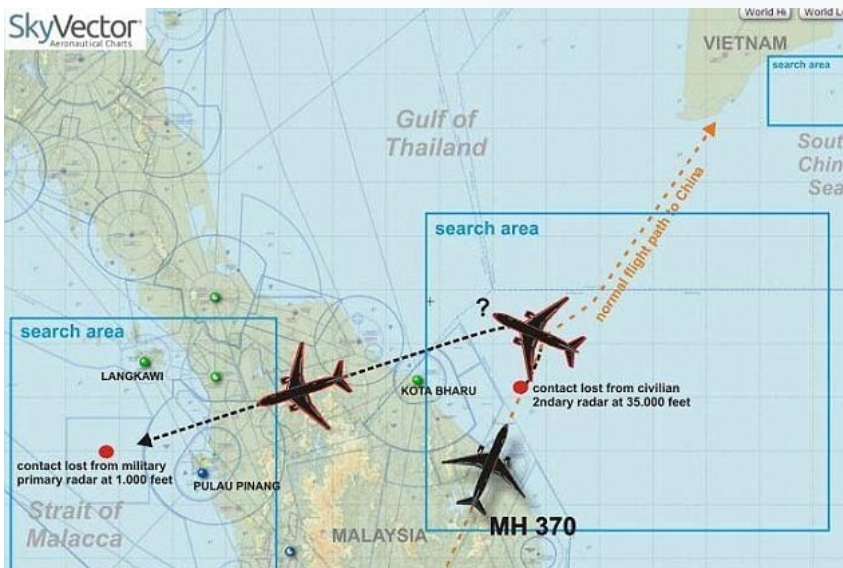 SkyVector
Aeronautical Charts
World Hi
World L
VIETNAM
search area
Gulf of
Thailand
Sout
Chin
Sea
normal flight path to China
search area
?
search area
LANGKAWI
KOTA BHARU
contact lost from civilian
2ndary radar at 35.000 feet
contact lost from military
primary radar at 1.000 feet
PULAU PINANG
Strait of
Malacca
MALAYSIA
MH 370